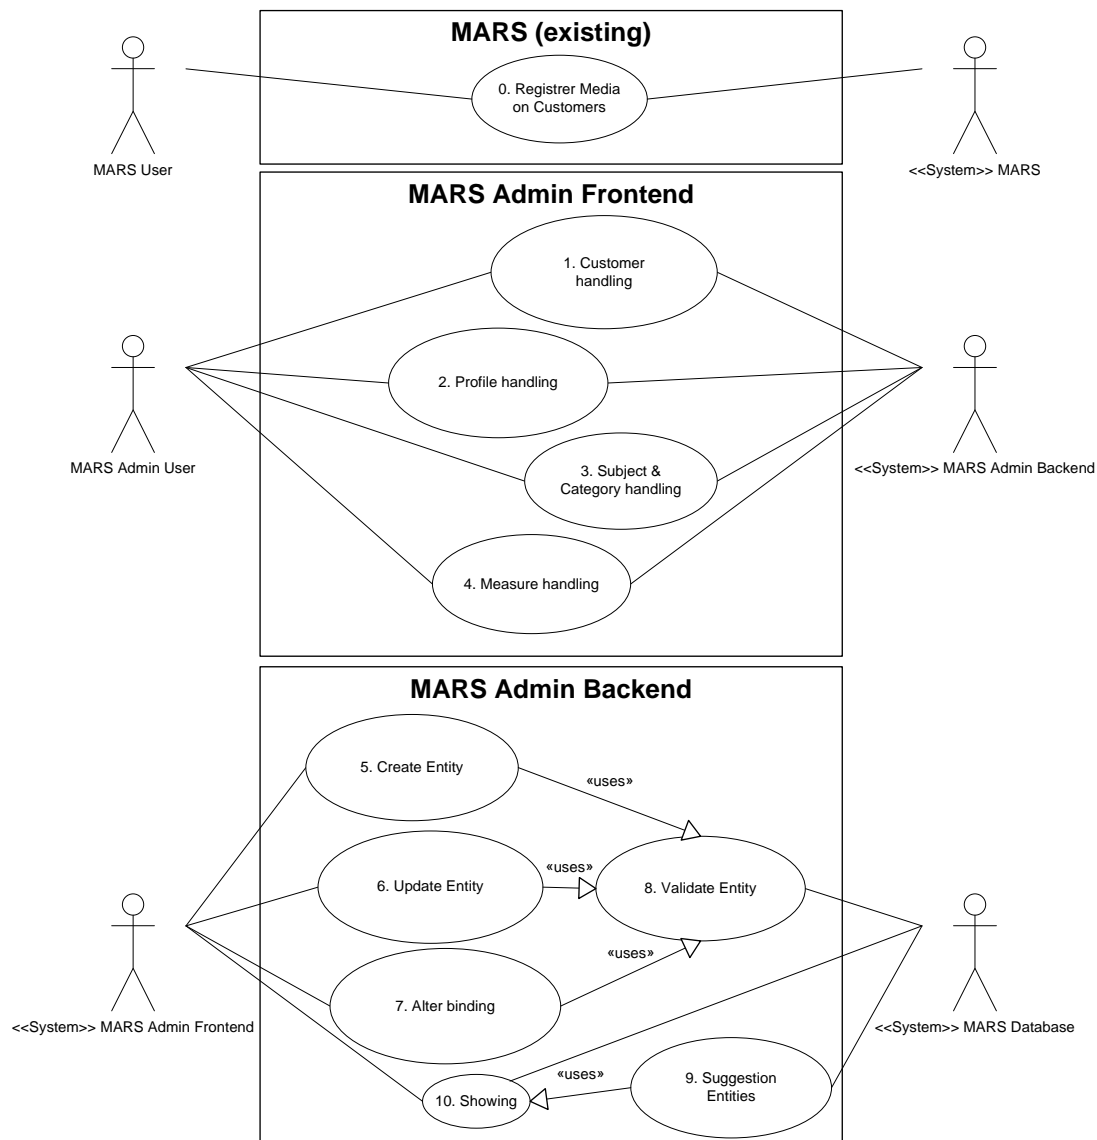 MARS (existing)
0. Registrer Media
on Customers
MARS User
<<System>> MARS
MARS Admin Frontend
1. Customer
handling
2. Profile handling
3. Subject &
Category handling
4. Measure handling
MARS Admin User
<<System>> MARS Admin Backend
MARS Admin Backend
5. Create Entity
«uses»
6. Update Entity
«uses»
8. Validate Entity
7. Alter binding
«uses»
<<System>> MARS Admin Frontend
<<System>> MARS Database
10. Showing
«uses»
9. Suggestion
Entities